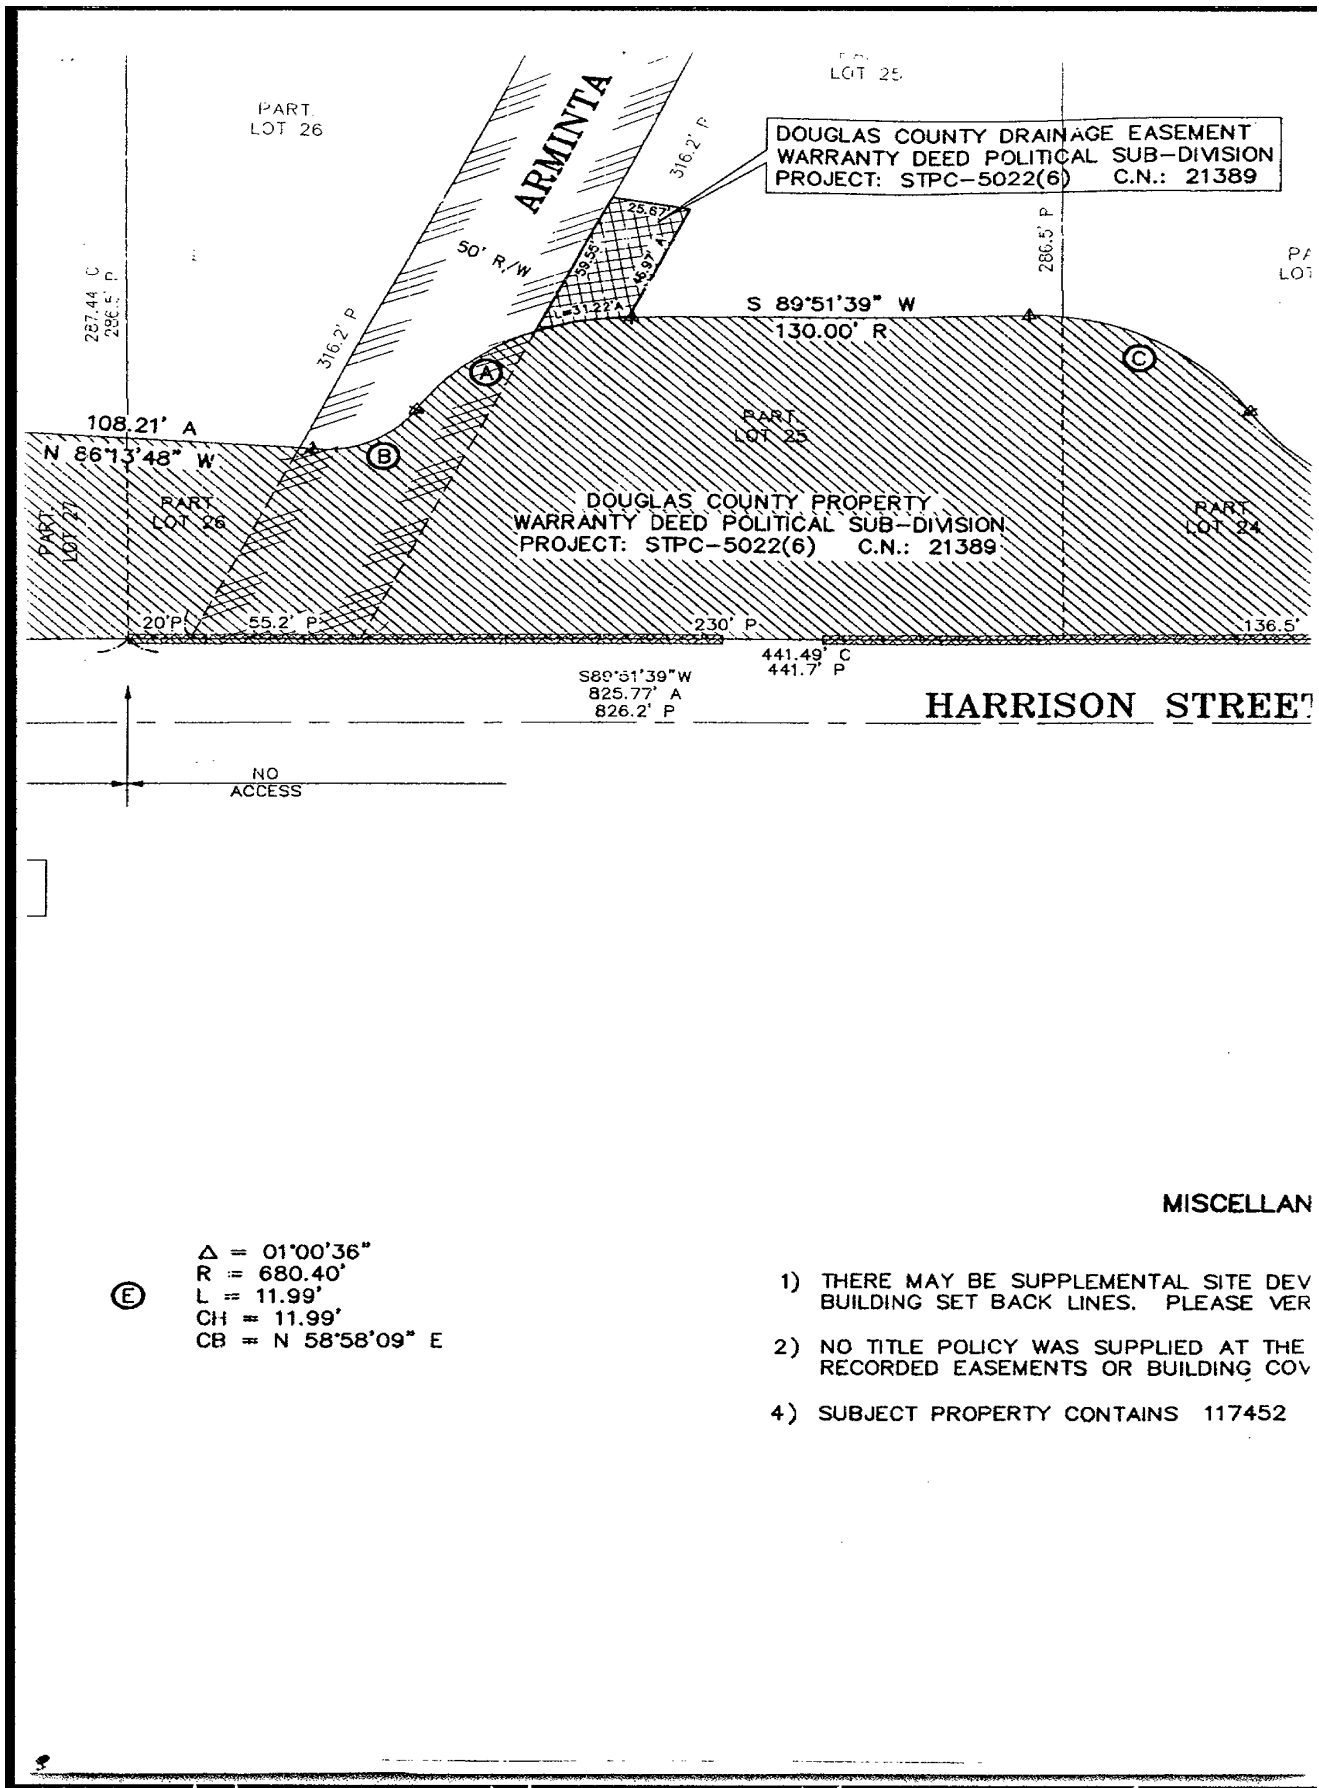 LOT 25
PART
LOT 26
ARMINTA
316.2' P
DOUGLAS COUNTY DRAINAGE EASEMENT
WARRANTY DEED POLITICAL SUB-DIVISION
PROJECT: STPC-5022(6) C.N.: 21389
25.67'
50' R/W
59.55'
46.97' A
286.5' P
287.44 C
286.5' P
L=31.22'A
S 89°51'39" W
130.00' R
316.2' P
A
C
108.21' A
N 86°13'48" W
B
PART
LOT 25
PART
LOT 27
PART
LOT 26
DOUGLAS COUNTY PROPERTY
WARRANTY DEED POLITICAL SUB-DIVISION
PROJECT: STPC-5022(6) C.N.: 21389
PART
LOT 24
20'P
55.2' P
230' P
136.5'
441.49' C
441.7' P
S89°51'39"W
825.77' A
826.2' P
HARRISON STREET
NO
ACCESS
MISCELLAN
E
Δ = 01°00'36"
R = 680.40'
L = 11.99'
CH = 11.99'
CB = N 58°58'09" E
1) THERE MAY BE SUPPLEMENTAL SITE DEV
BUILDING SET BACK LINES. PLEASE VER
2) NO TITLE POLICY WAS SUPPLIED AT THE
RECORDED EASEMENTS OR BUILDING COV
4) SUBJECT PROPERTY CONTAINS 117452